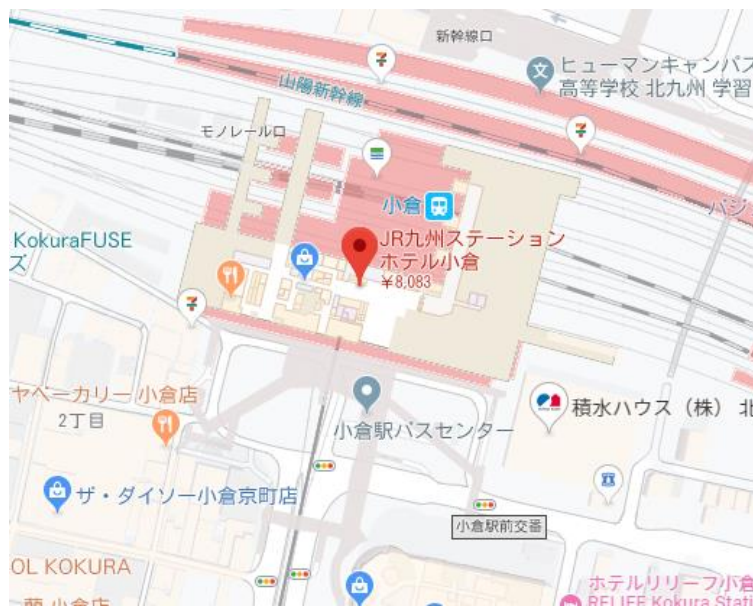 新幹線口
ヒューマンキャンパス
高等学校 北九州 学習
山陽新幹線
モノレール口
小倉
KokuraFUSE
ズ
JR九州ステーション
ホテル小倉
￥8,083
ヤベーカリー 小倉店
2丁目
積水ハウス（株） 北
小倉駅バスセンター
ザ・ダイソー小倉京町店
小倉駅前交番
OL KOKURA
ホテルリリーフ小倉
RELIEF Kokura Stati